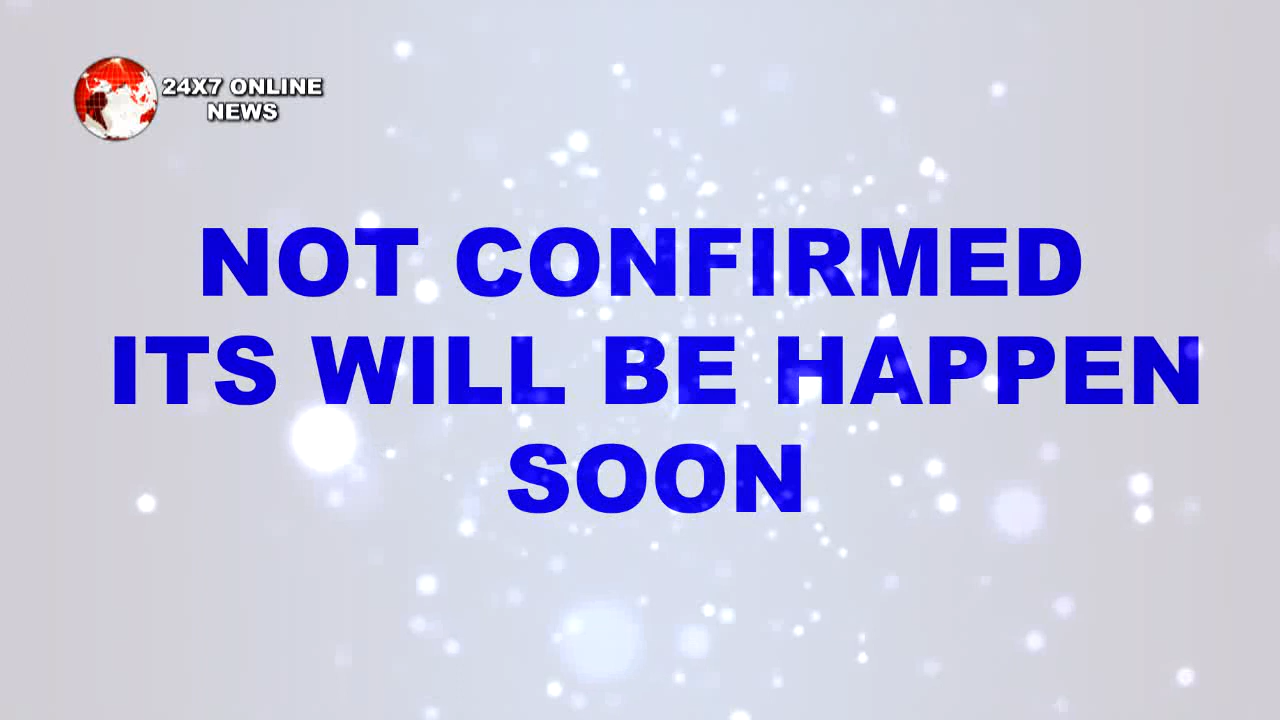 24X7 ONLINE
NEWS
NOT CONFIRMED
ITS WILL BE HAPPEN
SOON